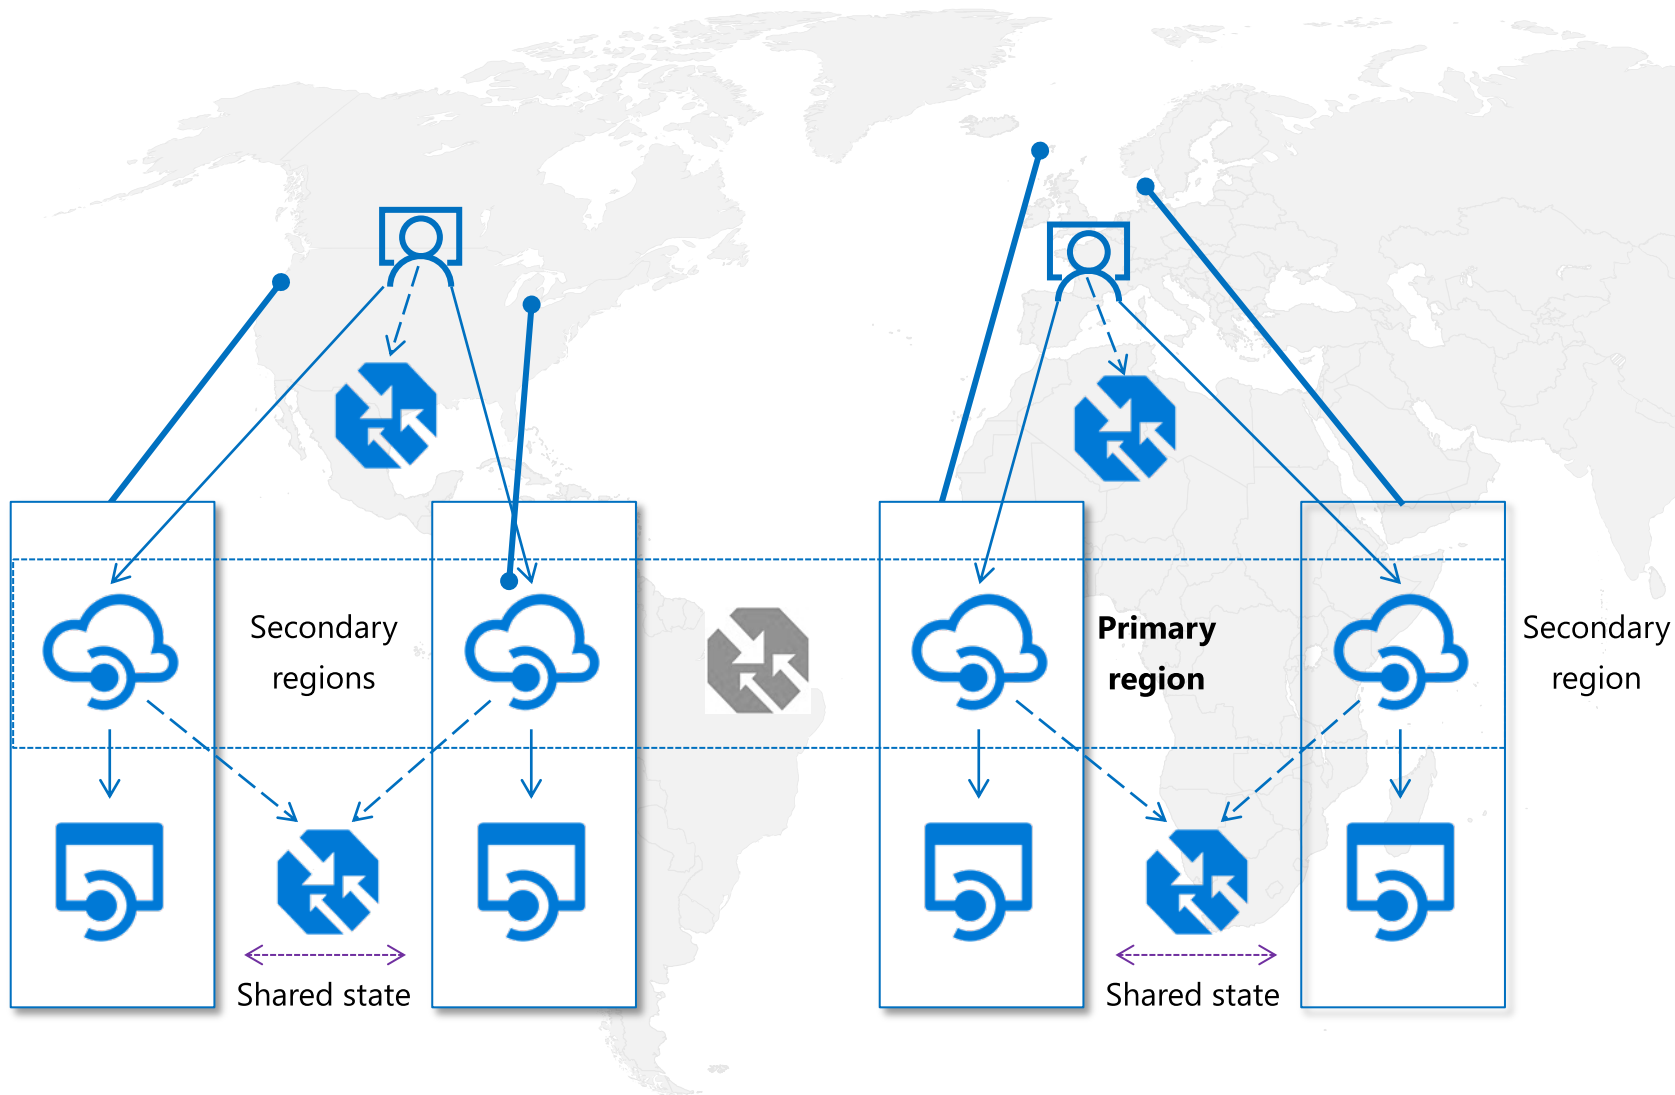 Secondary
regions
Primary
region
Secondary
region
Shared state
Shared state